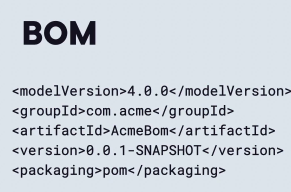 BOM
<modelVersion>4.0.0</modelVersion>
<groupId>com.acme</groupId>
<artifactId>AcmeBom</artifactId>
<version>0.0.1-SNAPSHOT</version>
<packaging>pom</packaging>